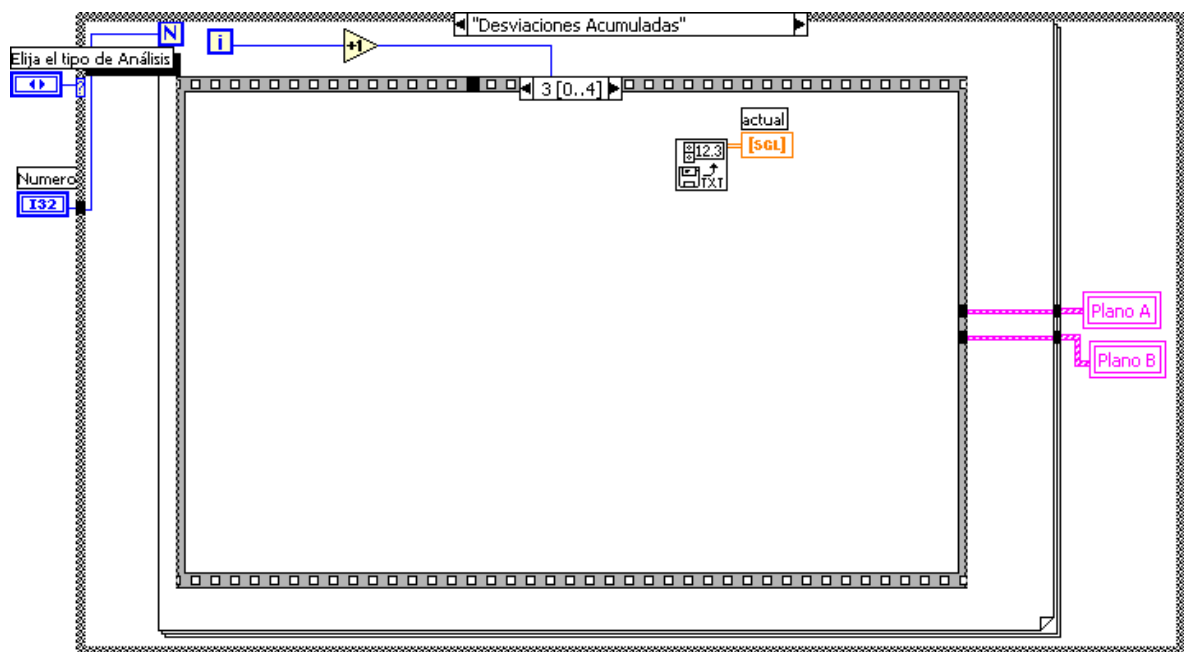 "Desviaciones Acumuladas"
N
i
+1
Elija el tipo de Análisis
?
3 [0..4]
actual
[SGL]
12.3
TXT
Numero
I32
Plano A
Plano B